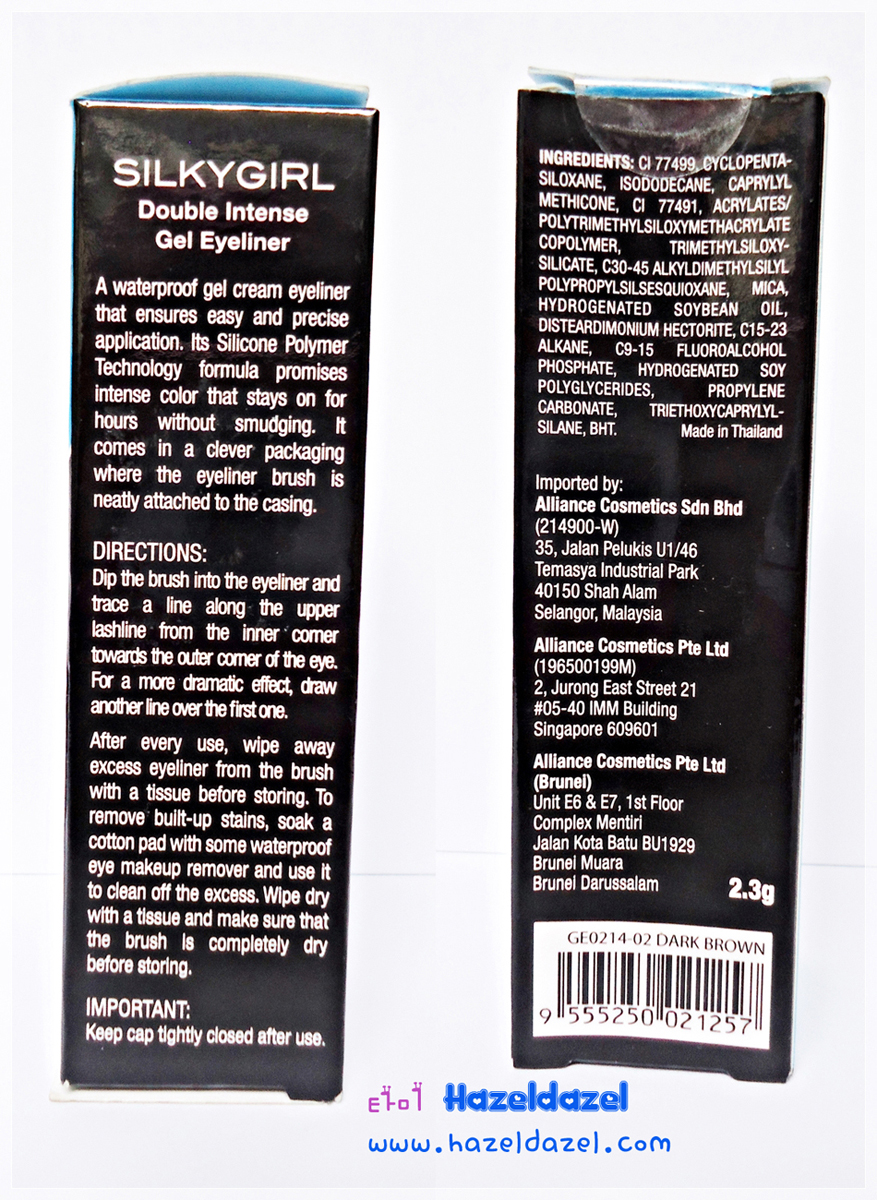 SILKYGIRL
Double Intense
Gel Eyeliner
A waterproof gel cream eyeliner
that ensures easy and precise
application. Its Silicone Polymer
Technology formula promises
intense color that stays on for
hours without smudging. It
comes in a clever packaging
where the eyeliner brush is
neatly attached to the casing.
DIRECTIONS:
Dip the brush into the eyeliner and
trace a line along the upper
lashline from the inner corner
towards the outer corner of the eye.
For a more dramatic effect, draw
another line over the first one.
After every use, wipe away
excess eyeliner from the brush
with a tissue before storing. To
remove built-up stains, soak a
cotton pad with some waterproof
eye makeup remover and use it
to clean off the excess. Wipe dry
with a tissue and make sure that
the brush is completely dry
before storing.
IMPORTANT:
Keep cap tightly closed after use.
INGREDIENTS: CI 77499, CYCLOPENTA-
SILOXANE, ISODODECANE, CAPRYLYL
METHICONE, CI 77491, ACRYLATES/
POLYTRIMETHYLSILOXYMETHACRYLATE
COPOLYMER, TRIMETHYLSILOXY-
SILICATE, C30-45 ALKYLDIMETHYLSILYL
POLYPROPYLSILSESQUIOXANE, MICA,
HYDROGENATED SOYBEAN OIL,
DISTEARDIMONIUM HECTORITE, C15-23
ALKANE, C9-15 FLUOROALCOHOL
PHOSPHATE, HYDROGENATED SOY
POLYGLYCERIDES, PROPYLENE
CARBONATE, TRIETHOXYCAPRYLYL-
SILANE, BHT. Made in Thailand
Imported by:
Alliance Cosmetics Sdn Bhd
(214900-W)
35, Jalan Pelukis U1/46
Temasya Industrial Park
40150 Shah Alam
Selangor, Malaysia
Alliance Cosmetics Pte Ltd
(196500199M)
2, Jurong East Street 21
#05-40 IMM Building
Singapore 609601
Alliance Cosmetics Pte Ltd
(Brunei)
Unit E6 & E7, 1st Floor
Complex Mentiri
Jalan Kota Batu BU1929
Brunei Muara
Brunei Darussalam 2.3g
GE0214-02 DARK BROWN
9 555250 021257
Hazeldazel
www.hazeldazel.com